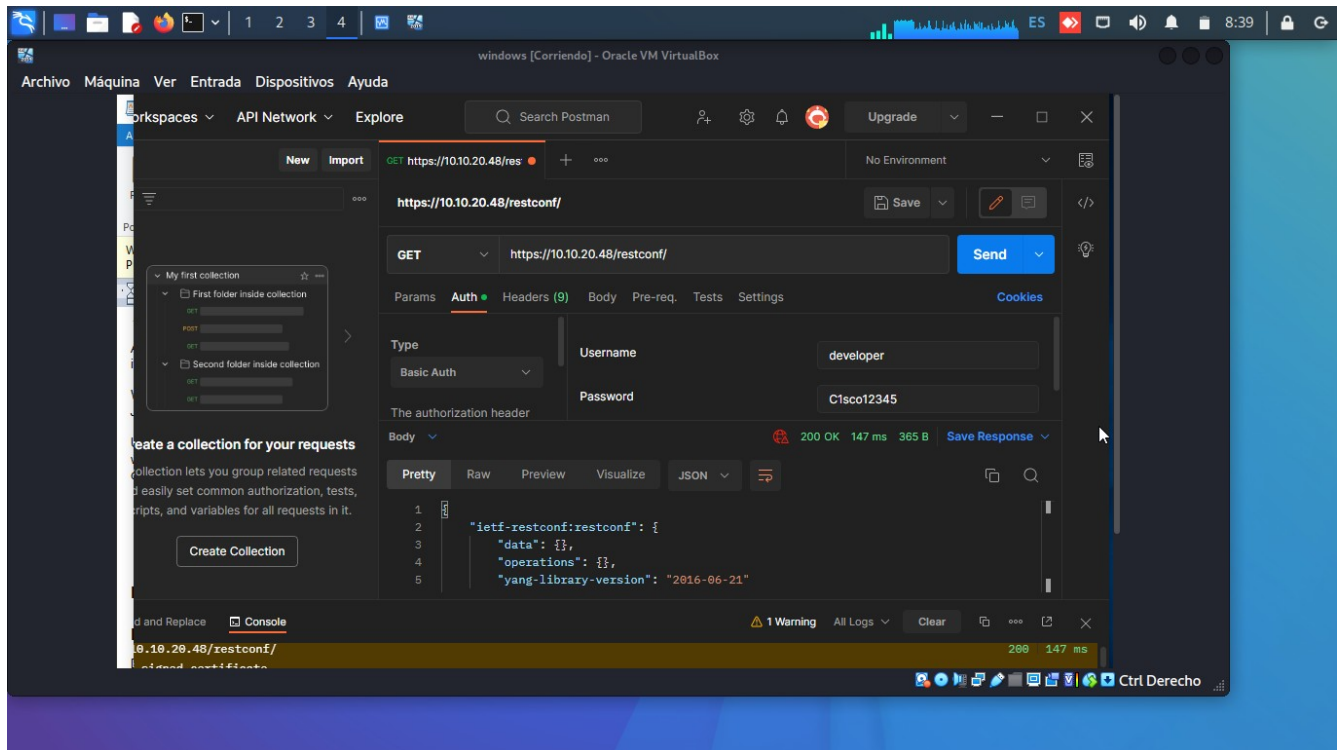 1 2 3 4 ES 8:39
windows [Corriendo] - Oracle VM VirtualBox
Archivo Máquina Ver Entrada Dispositivos Ayuda
orkspaces API Network Explore Search Postman Upgrade
New Import GET https://10.10.20.48/res No Environment
https://10.10.20.48/restconf/ Save
GET https://10.10.20.48/restconf/ Send
My first collection
First folder inside collection
GET
POST
GET
Second folder inside collection
GET
GET
Params Auth Headers (9) Body Pre-req. Tests Settings Cookies
Type
Basic Auth
The authorization header
Username developer
Password C1sco12345
Body 200 OK 147 ms 365 B Save Response
Pretty Raw Preview Visualize JSON
1 {
2 "ietf-restconf:restconf": {
3 "data": {},
4 "operations": {},
5 "yang-library-version": "2016-06-21"
eate a collection for your requests
ollection lets you group related requests
d easily set common authorization, tests,
ripts, and variables for all requests in it.
Create Collection
d and Replace Console 1 Warning All Logs Clear
0.10.20.48/restconf/ 200 147 ms
signed certificate
Ctrl Derecho